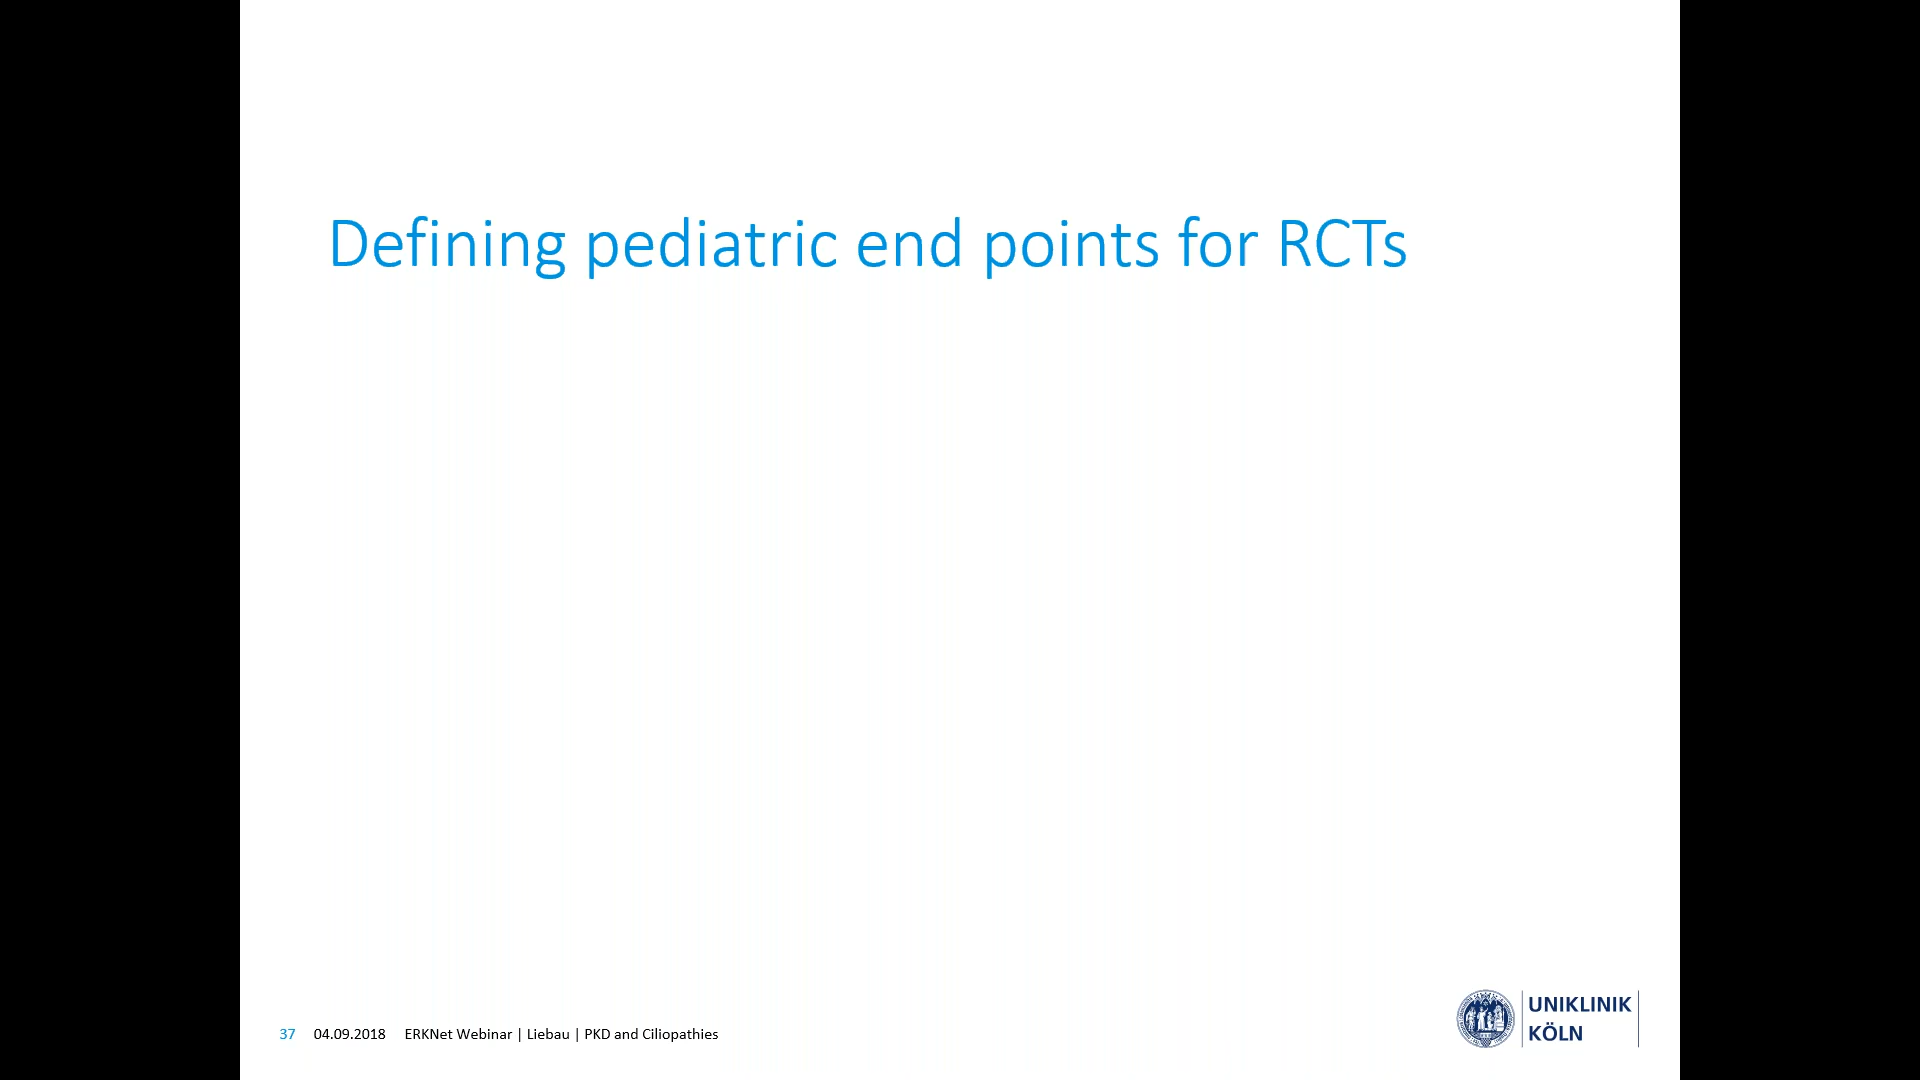 Defining pediatric end points for RCTs
37 04.09.2018 ERKNet Webinar | Liebau | PKD and Ciliopathies
UNIKLINIK
KÖLN